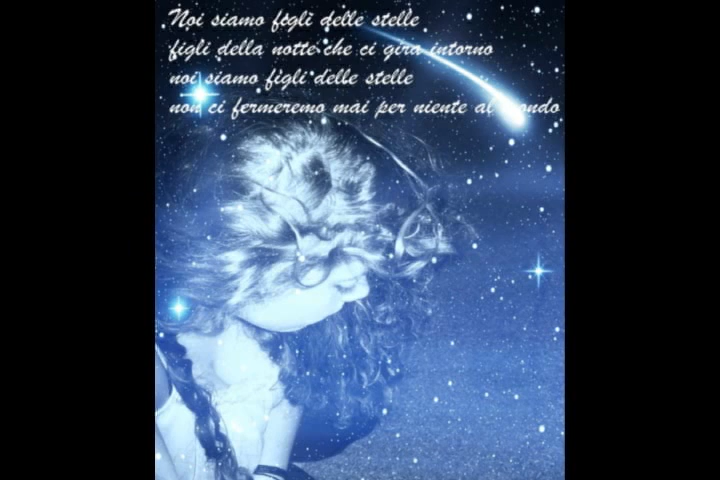 Noi siamo figli delle stelle
figli della notte che ci gira intorno
noi siamo figli delle stelle
non ci fermeremo mai per niente al mondo